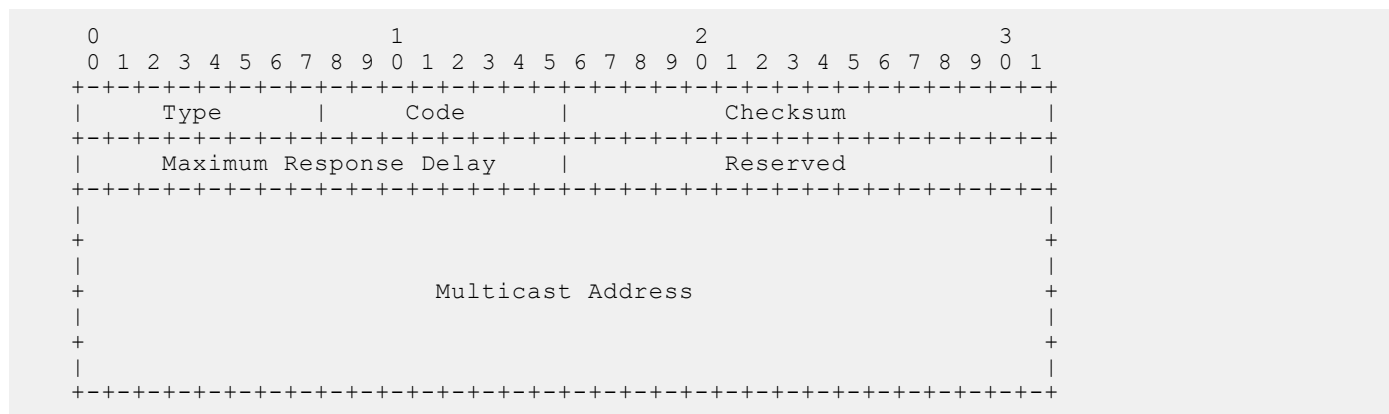 0                   1                   2                   3
 0 1 2 3 4 5 6 7 8 9 0 1 2 3 4 5 6 7 8 9 0 1 2 3 4 5 6 7 8 9 0 1
+-+-+-+-+-+-+-+-+-+-+-+-+-+-+-+-+-+-+-+-+-+-+-+-+-+-+-+-+-+-+-+-+
|     Type      |     Code      |          Checksum             |
+-+-+-+-+-+-+-+-+-+-+-+-+-+-+-+-+-+-+-+-+-+-+-+-+-+-+-+-+-+-+-+-+
|     Maximum Response Delay    |          Reserved             |
+-+-+-+-+-+-+-+-+-+-+-+-+-+-+-+-+-+-+-+-+-+-+-+-+-+-+-+-+-+-+-+-+
|                                                               |
+                                                               +
|                                                               |
+                       Multicast Address                       +
|                                                               |
+                                                               +
|                                                               |
+-+-+-+-+-+-+-+-+-+-+-+-+-+-+-+-+-+-+-+-+-+-+-+-+-+-+-+-+-+-+-+-+